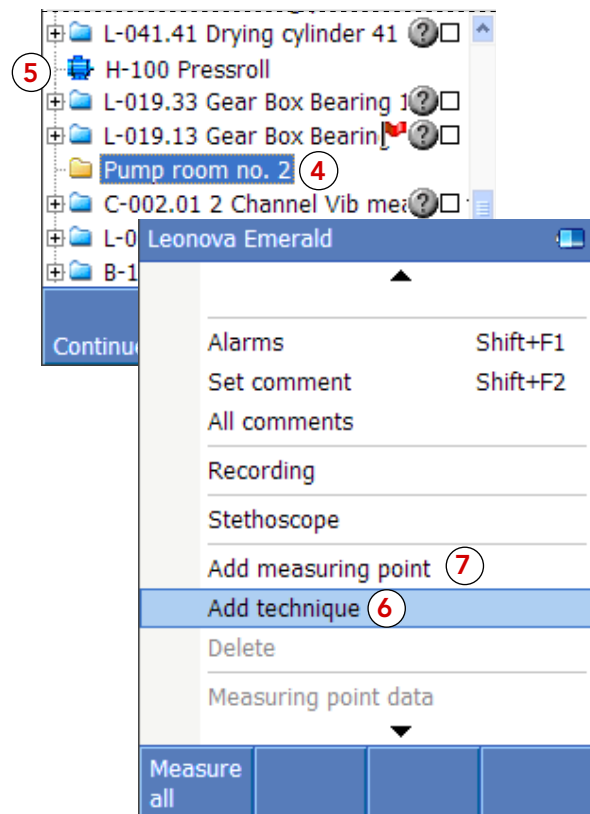 L-041.41 Drying cylinder 41 ?
5 H-100 Pressroll
L-019.33 Gear Box Bearing 1 ?
L-019.13 Gear Box Bearin ?
Pump room no. 2 4
C-002.01 2 Channel Vib mea ?
L-0
B-1
Continue
Leonova Emerald
Alarms Shift+F1
Set comment Shift+F2
All comments
Recording
Stethoscope
Add measuring point 7
Add technique 6
Delete
Measuring point data
Measure
all